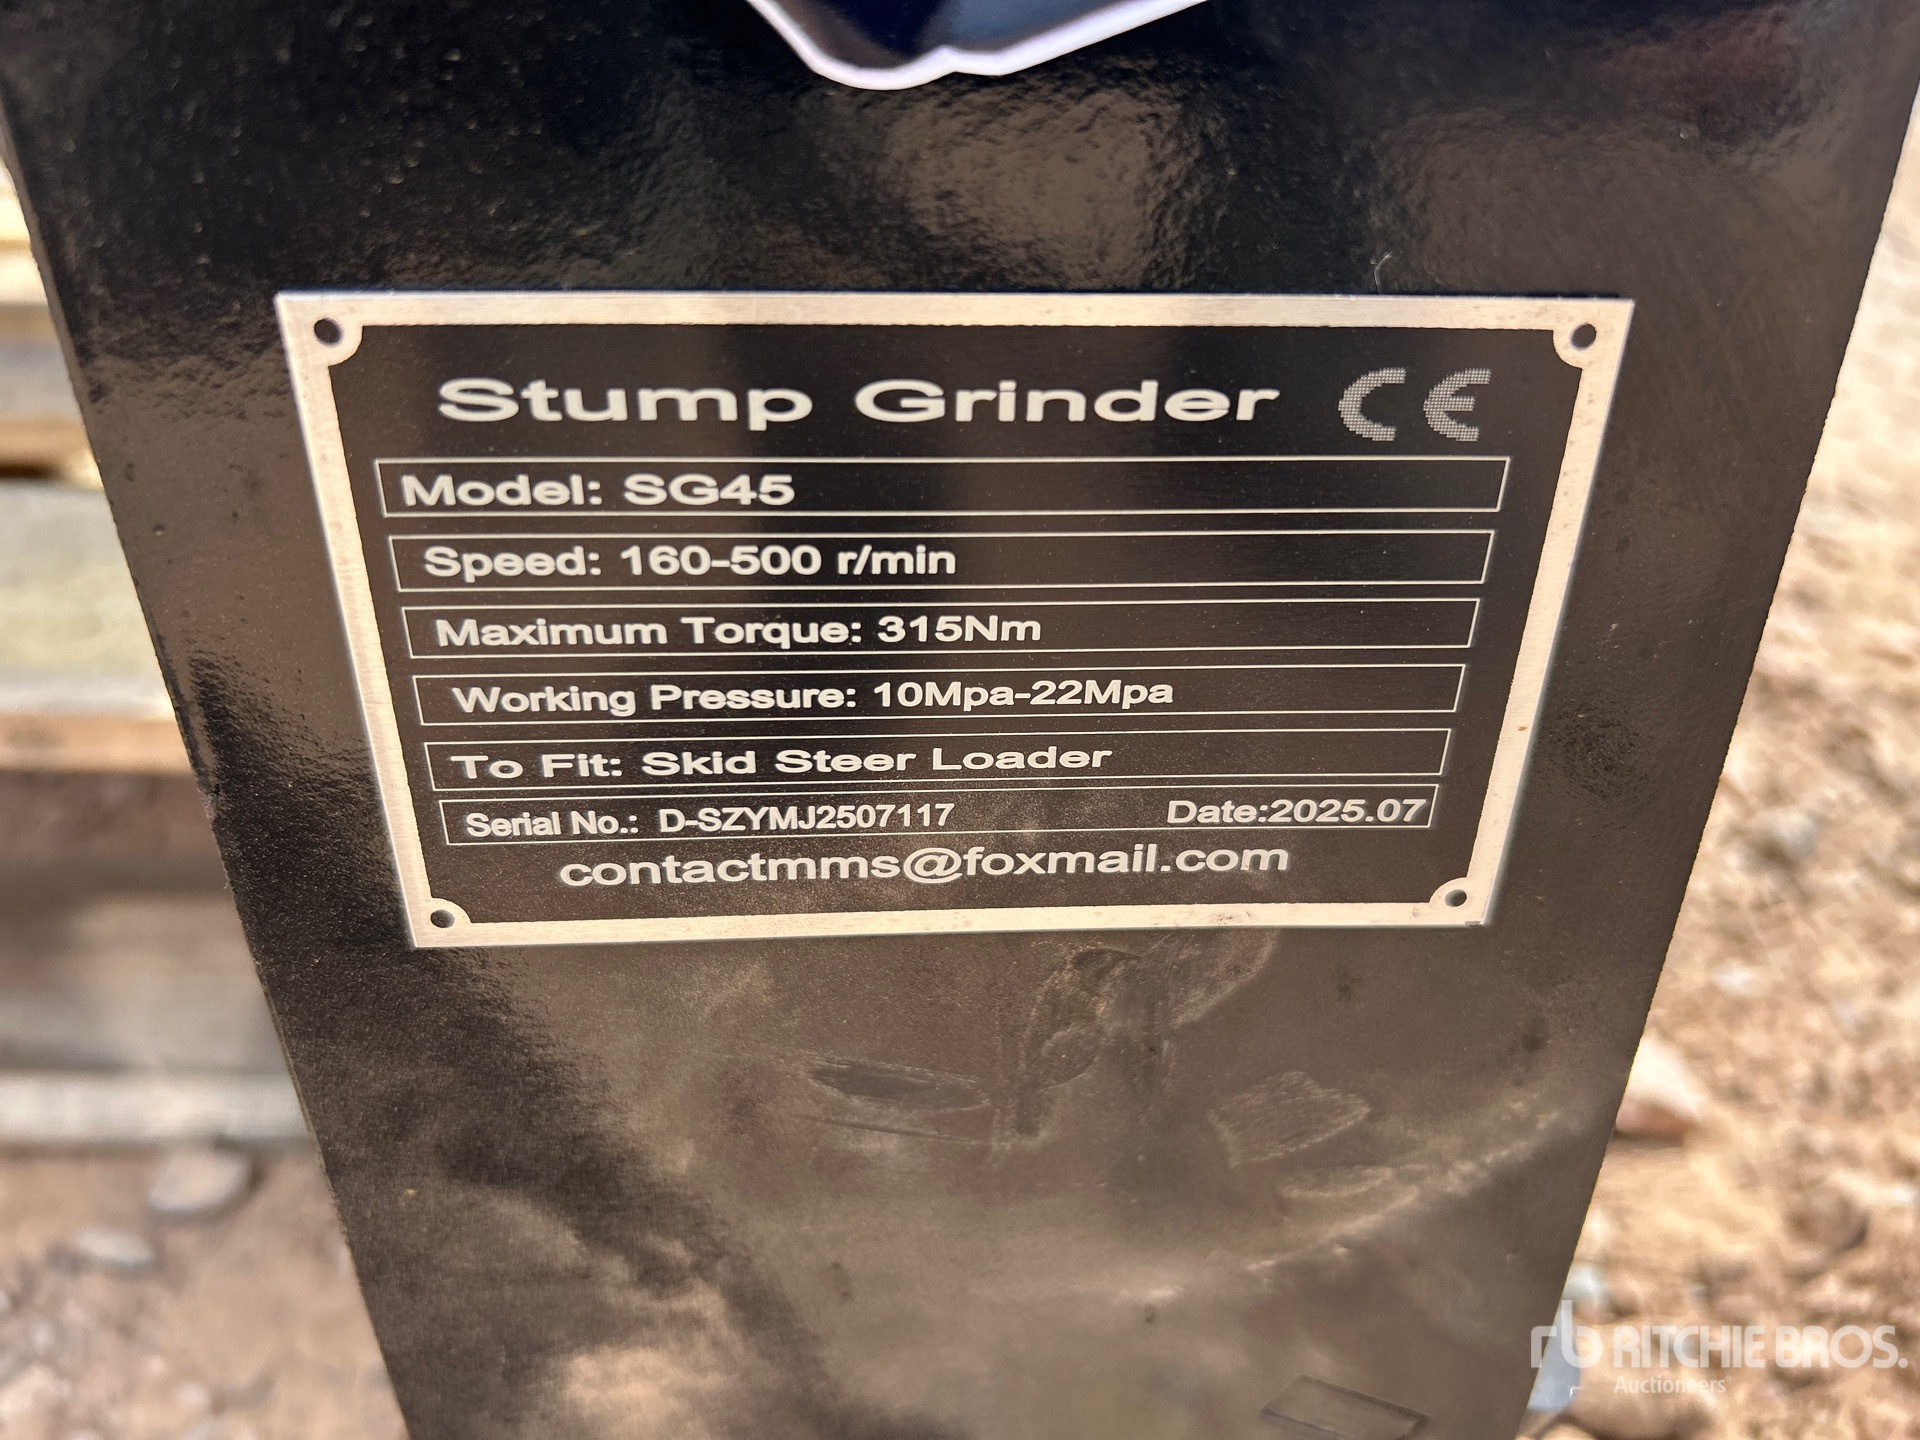 Stump Grinder CE
Model: SG45
Speed: 160-500 r/min
Maximum Torque: 315Nm
Working Pressure: 10Mpa-22Mpa
To Fit: Skid Steer Loader
Serial No.: D-SZYMJ2507117 Date:2025.07
contactmms@foxmail.com
rb RITCHIE BROS.
Auctioneers